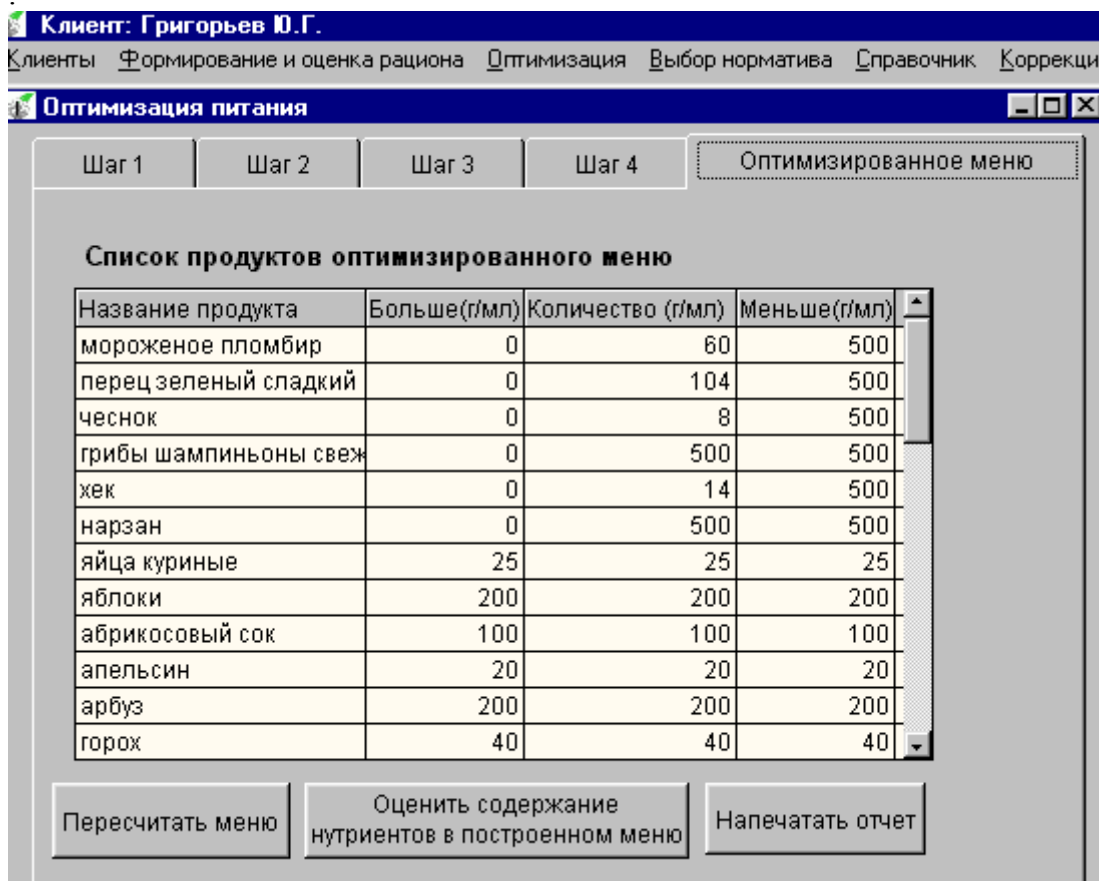 Клиент: Григорьев Ю.Г.
Клиенты Формирование и оценка рациона Оптимизация Выбор норматива Справочник Коррекци
Оптимизация питания
Шаг 1 Шаг 2 Шаг 3 Шаг 4 Оптимизированное меню
Список продуктов оптимизированного меню
Название продукта Больше(г/мл) Количество (г/мл) Меньше(г/мл)
мороженое пломбир 0 60 500
перец зеленый сладкий 0 104 500
чеснок 0 8 500
грибы шампиньоны свеж 0 500 500
хек 0 14 500
нарзан 0 500 500
яйца куриные 25 25 25
яблоки 200 200 200
абрикосовый сок 100 100 100
апельсин 20 20 20
арбуз 200 200 200
горох 40 40 40
Пересчитать меню Оценить содержание нутриентов в построенном меню Напечатать отчет